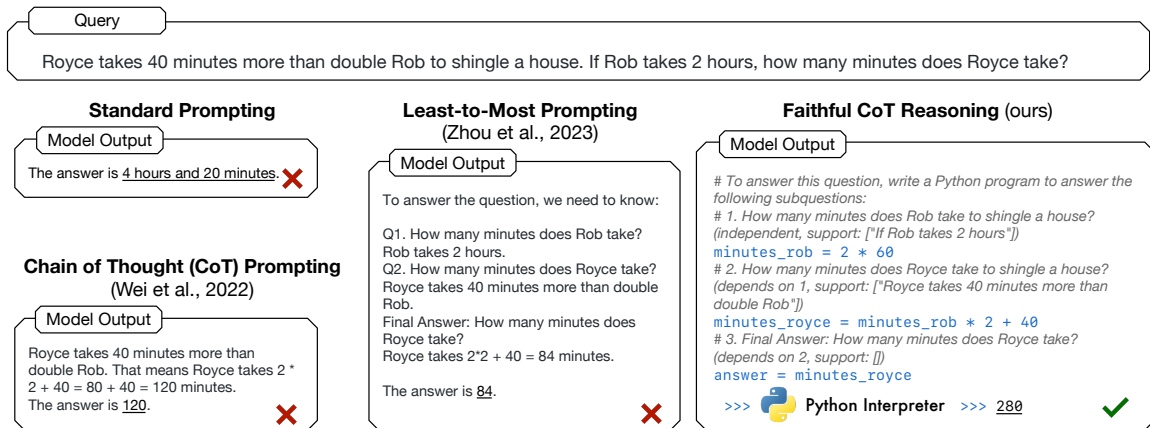 Query
Royce takes 40 minutes more than double Rob to shingle a house. If Rob takes 2 hours, how many minutes does Royce take?
Standard Prompting
Model Output
The answer is 4 hours and 20 minutes.
Chain of Thought (CoT) Prompting
(Wei et al., 2022)
Model Output
Royce takes 40 minutes more than
double Rob. That means Royce takes 2 *
2 + 40 = 80 + 40 = 120 minutes.
The answer is 120.
Least-to-Most Prompting
(Zhou et al., 2023)
Model Output
To answer the question, we need to know:
Q1. How many minutes does Rob take?
Rob takes 2 hours.
Q2. How many minutes does Royce take?
Royce takes 40 minutes more than double
Rob.
Final Answer: How many minutes does
Royce take?
Royce takes 2*2 + 40 = 84 minutes.
The answer is 84.
Faithful CoT Reasoning (ours)
Model Output
# To answer this question, write a Python program to answer the
following subquestions:
# 1. How many minutes does Rob take to shingle a house?
(independent, support: ["If Rob takes 2 hours"])
minutes_rob = 2 * 60
# 2. How many minutes does Royce take to shingle a house?
(depends on 1, support: ["Royce takes 40 minutes more than
double Rob"])
minutes_royce = minutes_rob * 2 + 40
# 3. Final Answer: How many minutes does Royce take?
(depends on 2, support: [])
answer = minutes_royce
>>> Python Interpreter >>> 280